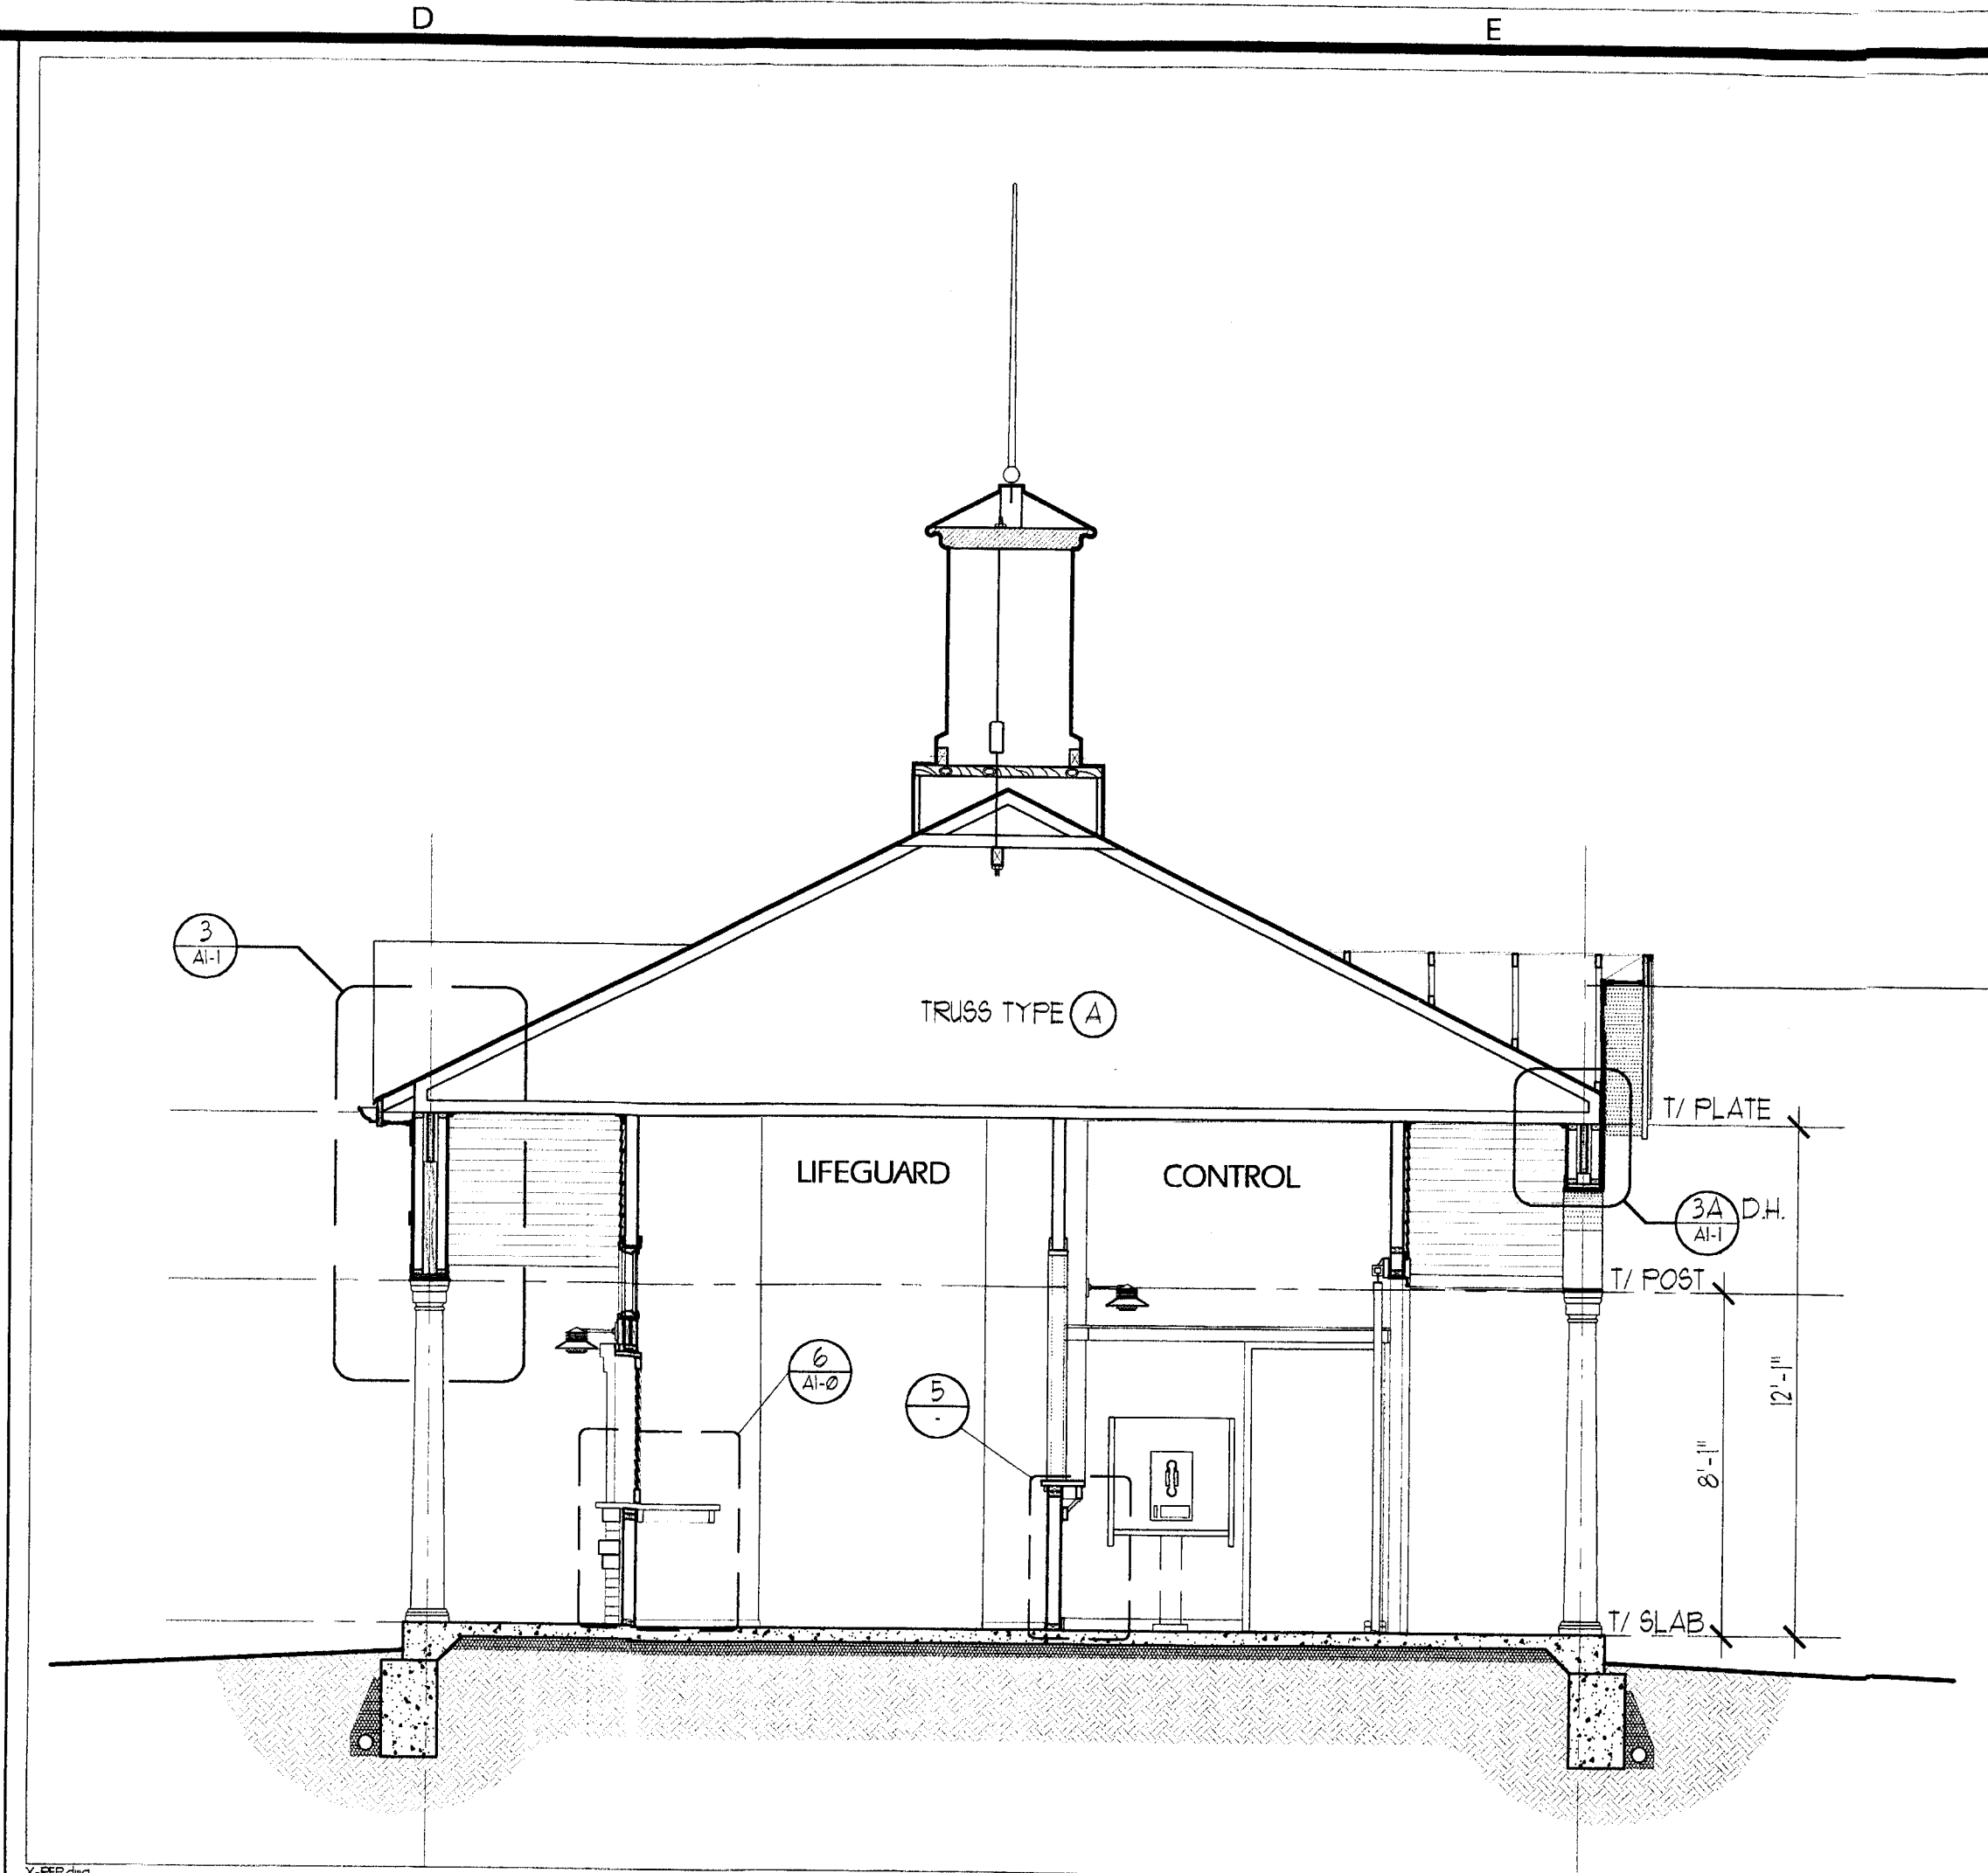 D
E
3
A1-1
TRUSS TYPE A
T/ PLATE
LIFEGUARD
CONTROL
3A D.H.
A1-1
T/ POST
6
A1-Ø
5
-
12'-1"
8'-1"
T/ SLAB